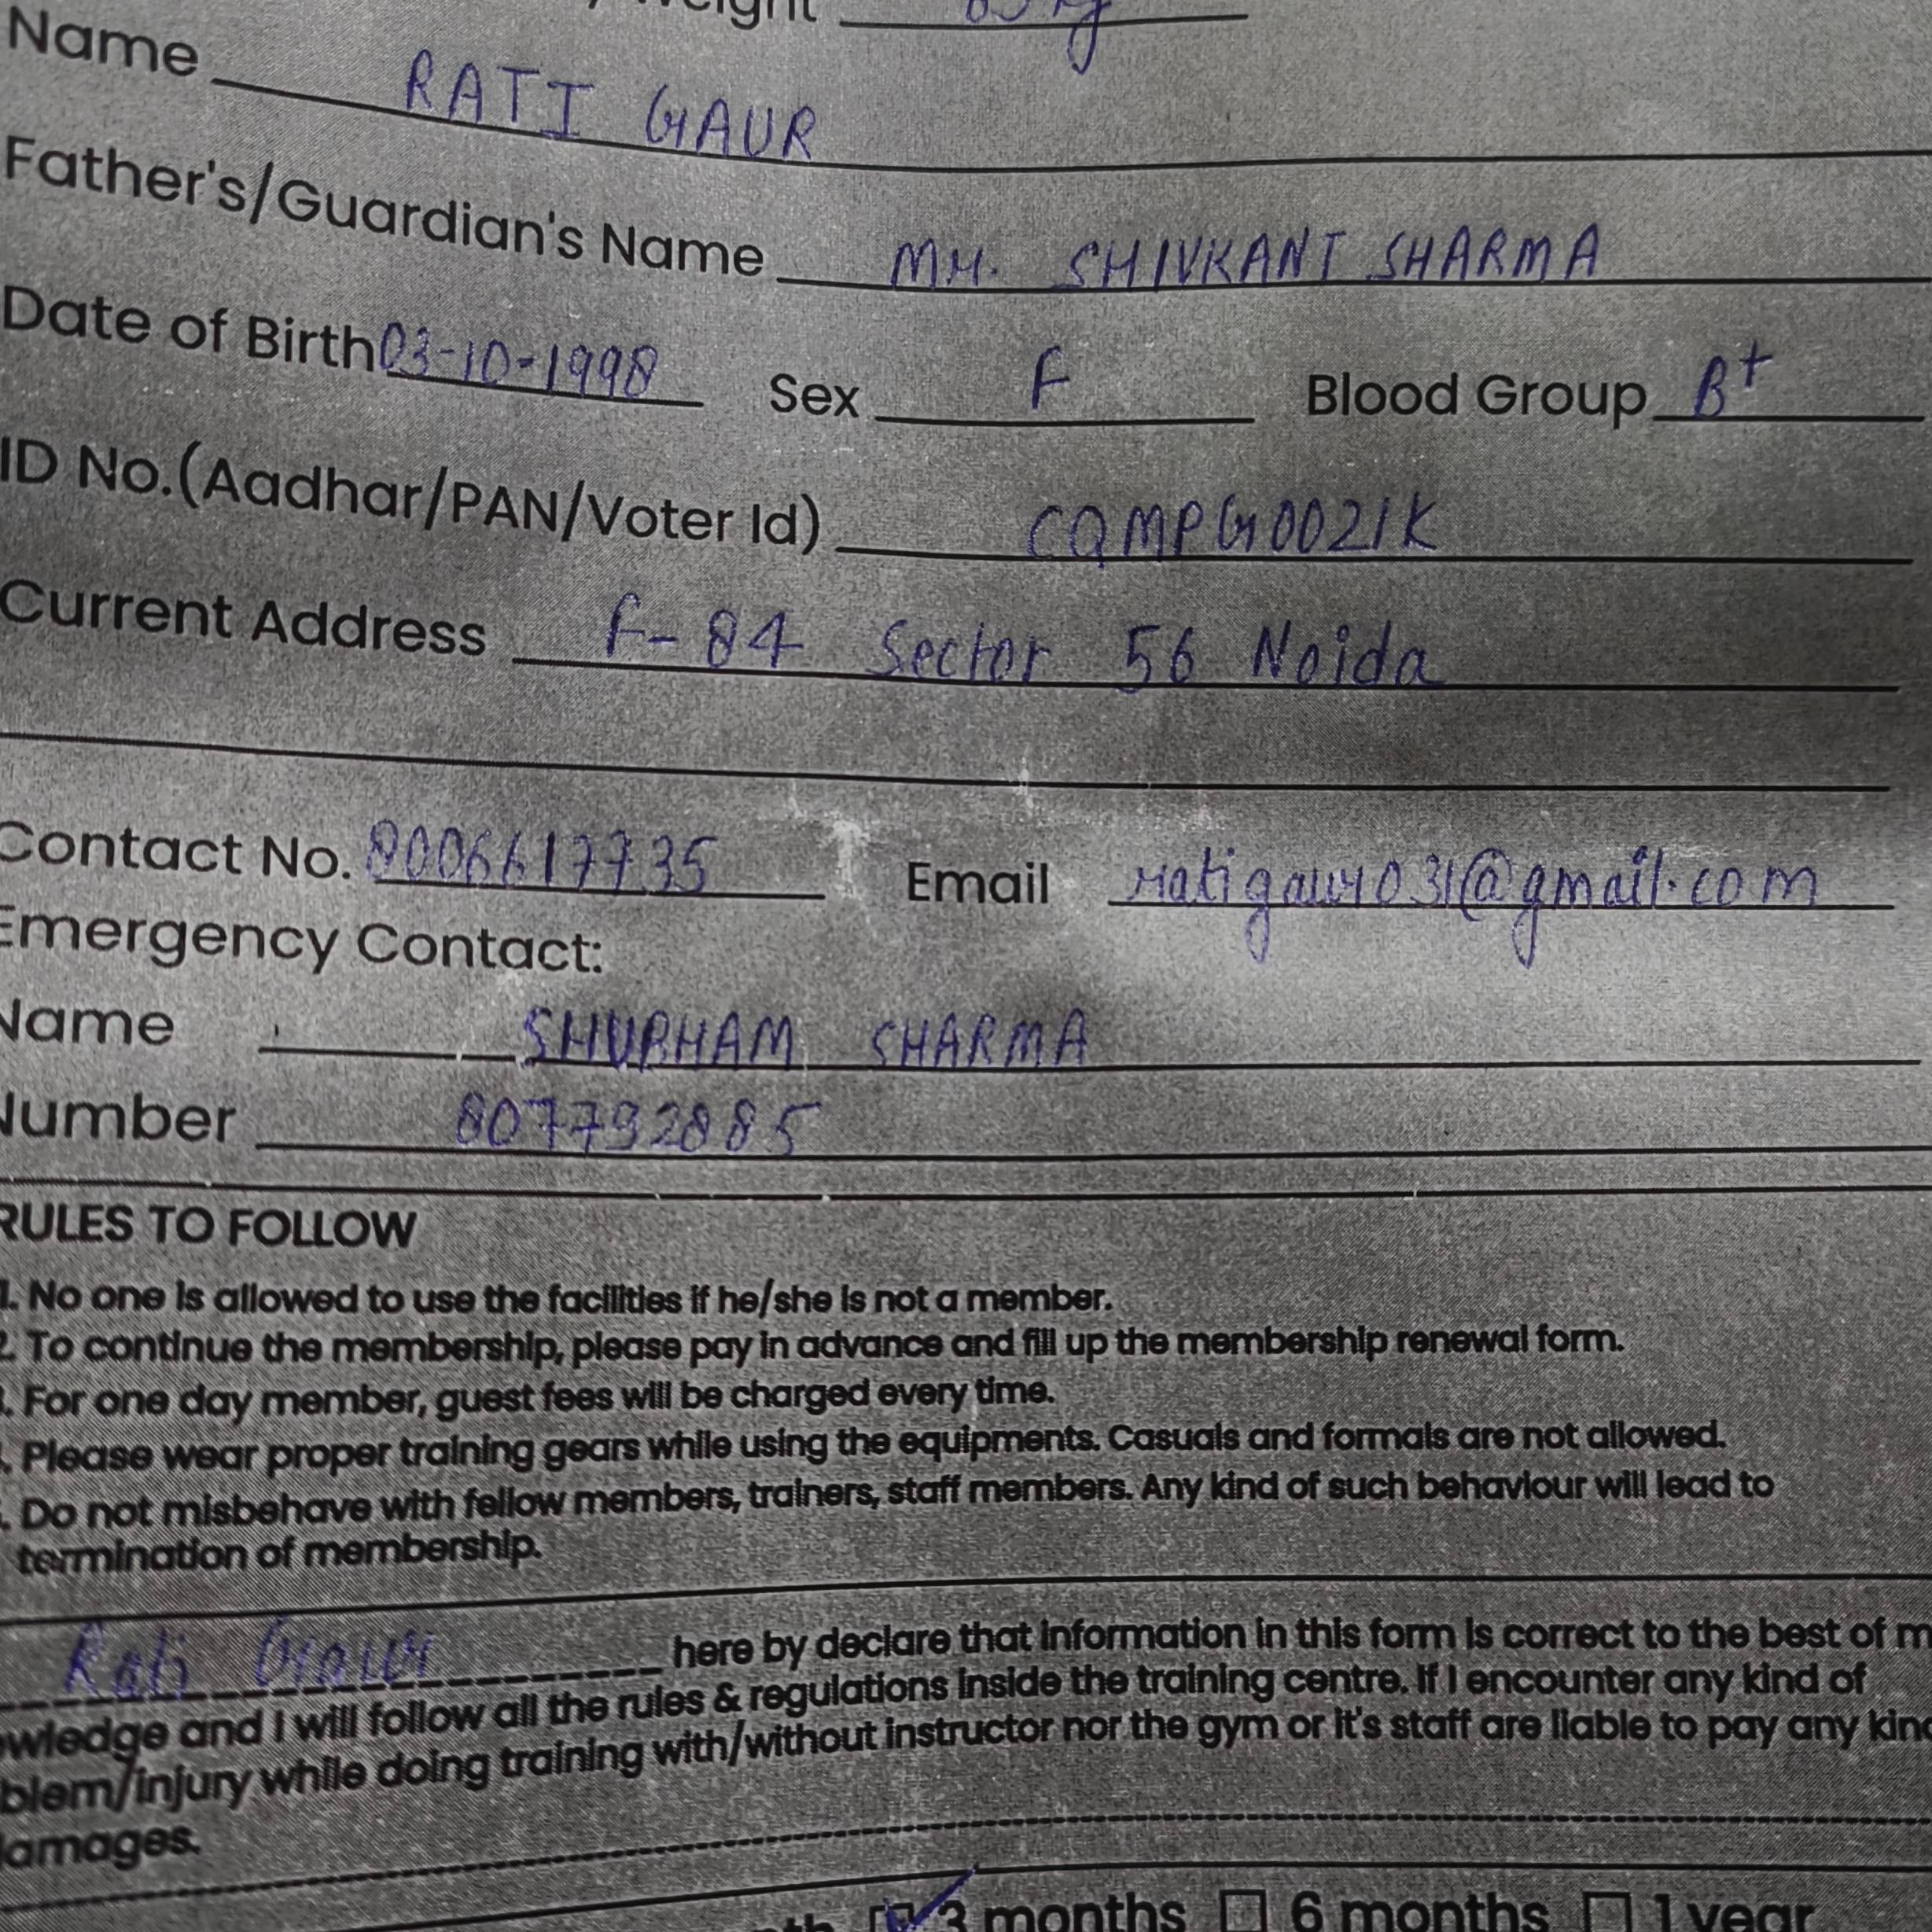 Weight
Name RATI GAUR
Father's/Guardian's Name Mr. SHIVKANT SHARMA
Date of Birth 03-10-1998 Sex F Blood Group B+
ID No.(Aadhar/PAN/Voter Id) CQMPG0021K
Current Address F-84 Sector 56 Noida
Contact No. 8006617735 Email ratigaur1031@gmail.com
Emergency Contact:
Name SHUBHAM SHARMA
Number 807792885
RULES TO FOLLOW
1. No one is allowed to use the facilities if he/she is not a member.
2. To continue the membership, please pay in advance and fill up the membership renewal form.
. For one day member, guest fees will be charged every time.
. Please wear proper training gears while using the equipments. Casuals and formals are not allowed.
. Do not misbehave with fellow members, trainers, staff members. Any kind of such behaviour will lead to
termination of membership.
Rati Gaur here by declare that information in this form is correct to the best of m
wledge and I will follow all the rules & regulations inside the training centre. If I encounter any kind of
blem/injury while doing training with/without instructor nor the gym or it's staff are liable to pay any kin
amages.
3 months 6 months 1 year